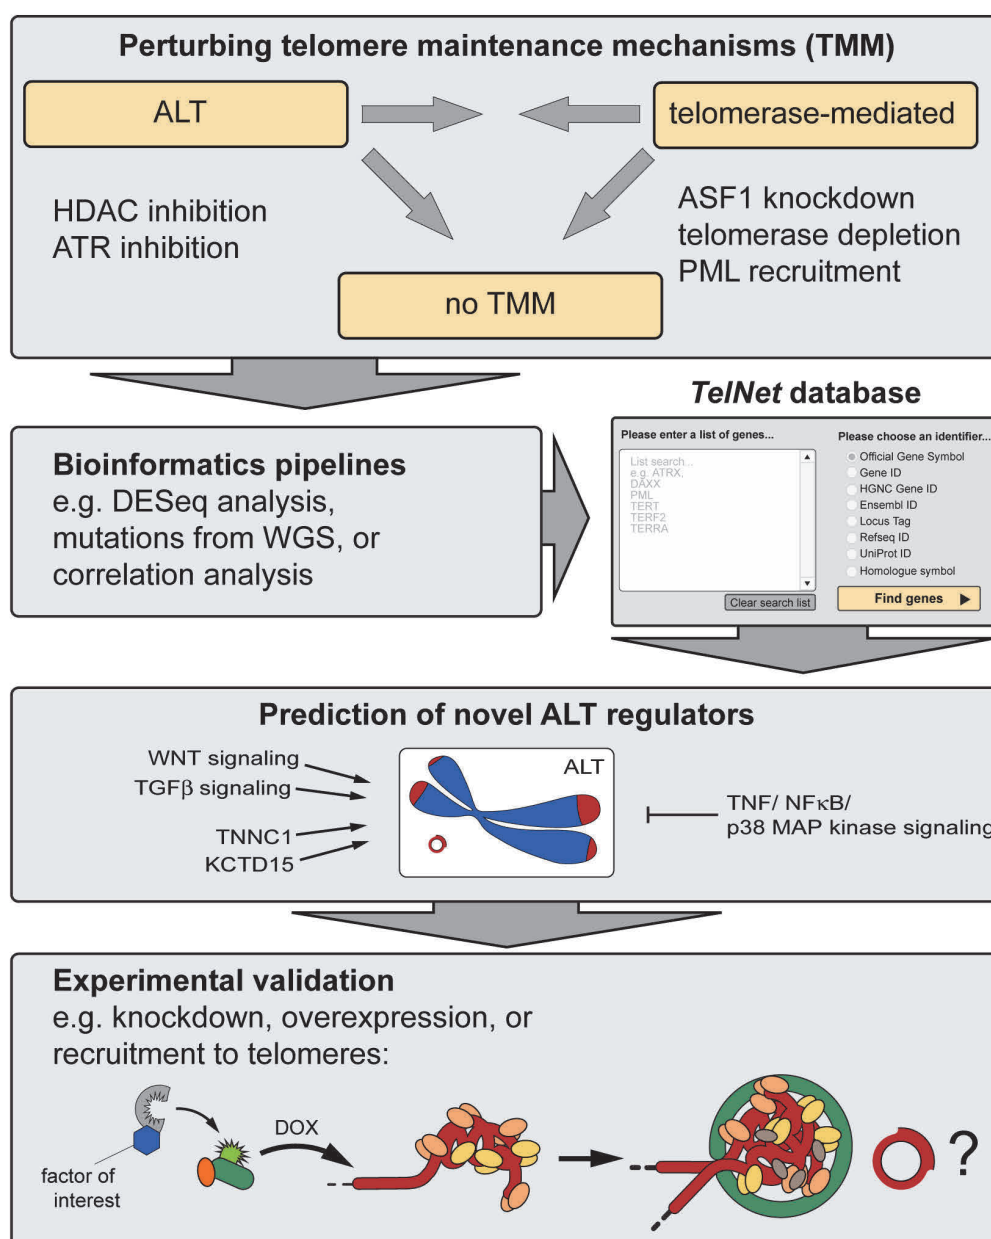 Perturbing telomere maintenance mechanisms (TMM)
ALT
telomerase-mediated
HDAC inhibition
ATR inhibition
ASF1 knockdown
telomerase depletion
PML recruitment
no TMM
Bioinformatics pipelines
e.g. DESeq analysis,
mutations from WGS, or
correlation analysis
TelNet database
Please enter a list of genes...
List search...
e.g. ATRX,
DAXX
PML
TERT
TERF2
TERRA
Clear search list
Please choose an identifier...
Official Gene Symbol
Gene ID
HGNC Gene ID
Ensembl ID
Locus Tag
Refseq ID
UniProt ID
Homologue symbol
Find genes
Prediction of novel ALT regulators
WNT signaling
TGFβ signaling
TNNC1
KCTD15
ALT
TNF/ NFκB/
p38 MAP kinase signaling
Experimental validation
e.g. knockdown, overexpression, or
recruitment to telomeres:
factor of
interest
DOX
?